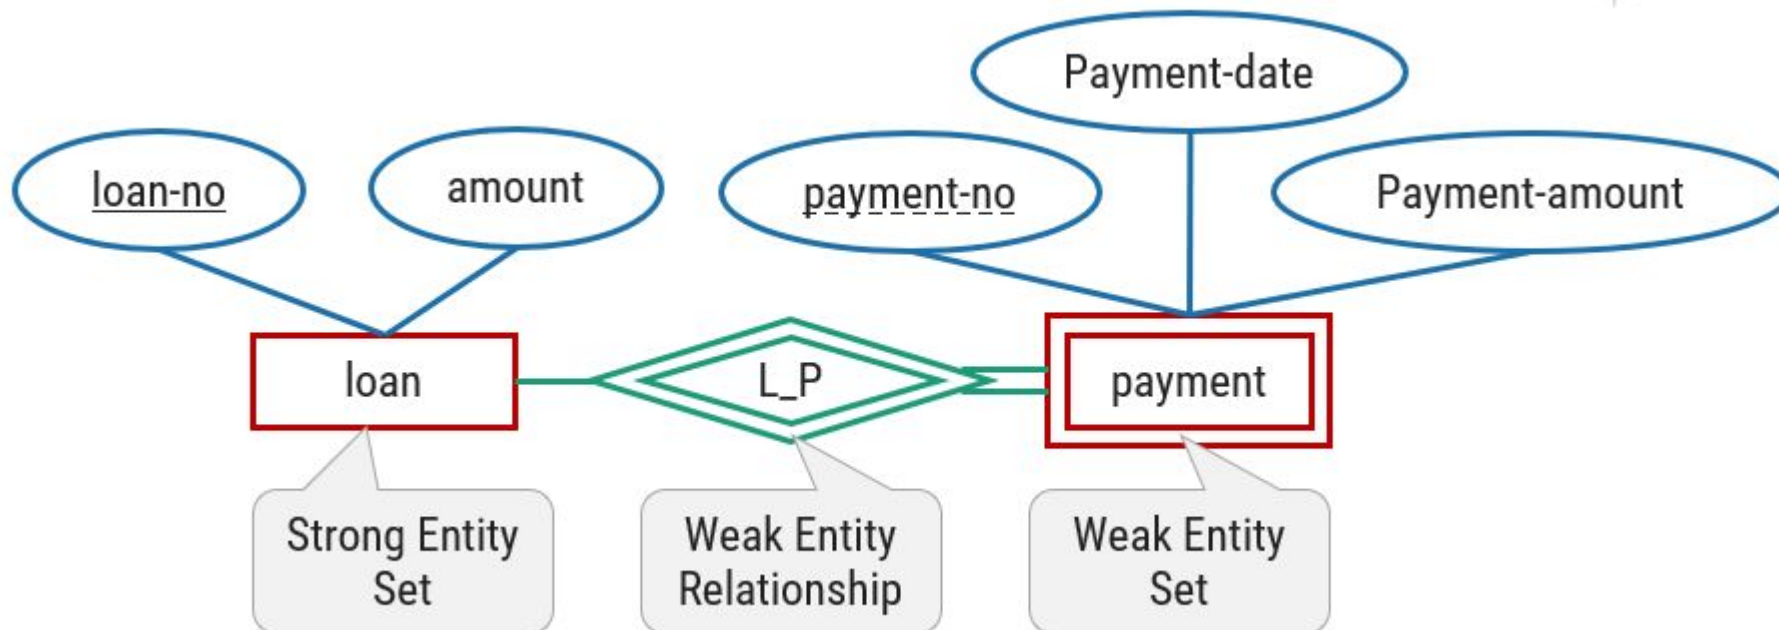 Payment-date
loan-no
amount
payment-no
Payment-amount
loan
L_P
payment
Strong Entity
Set
Weak Entity
Relationship
Weak Entity
Set